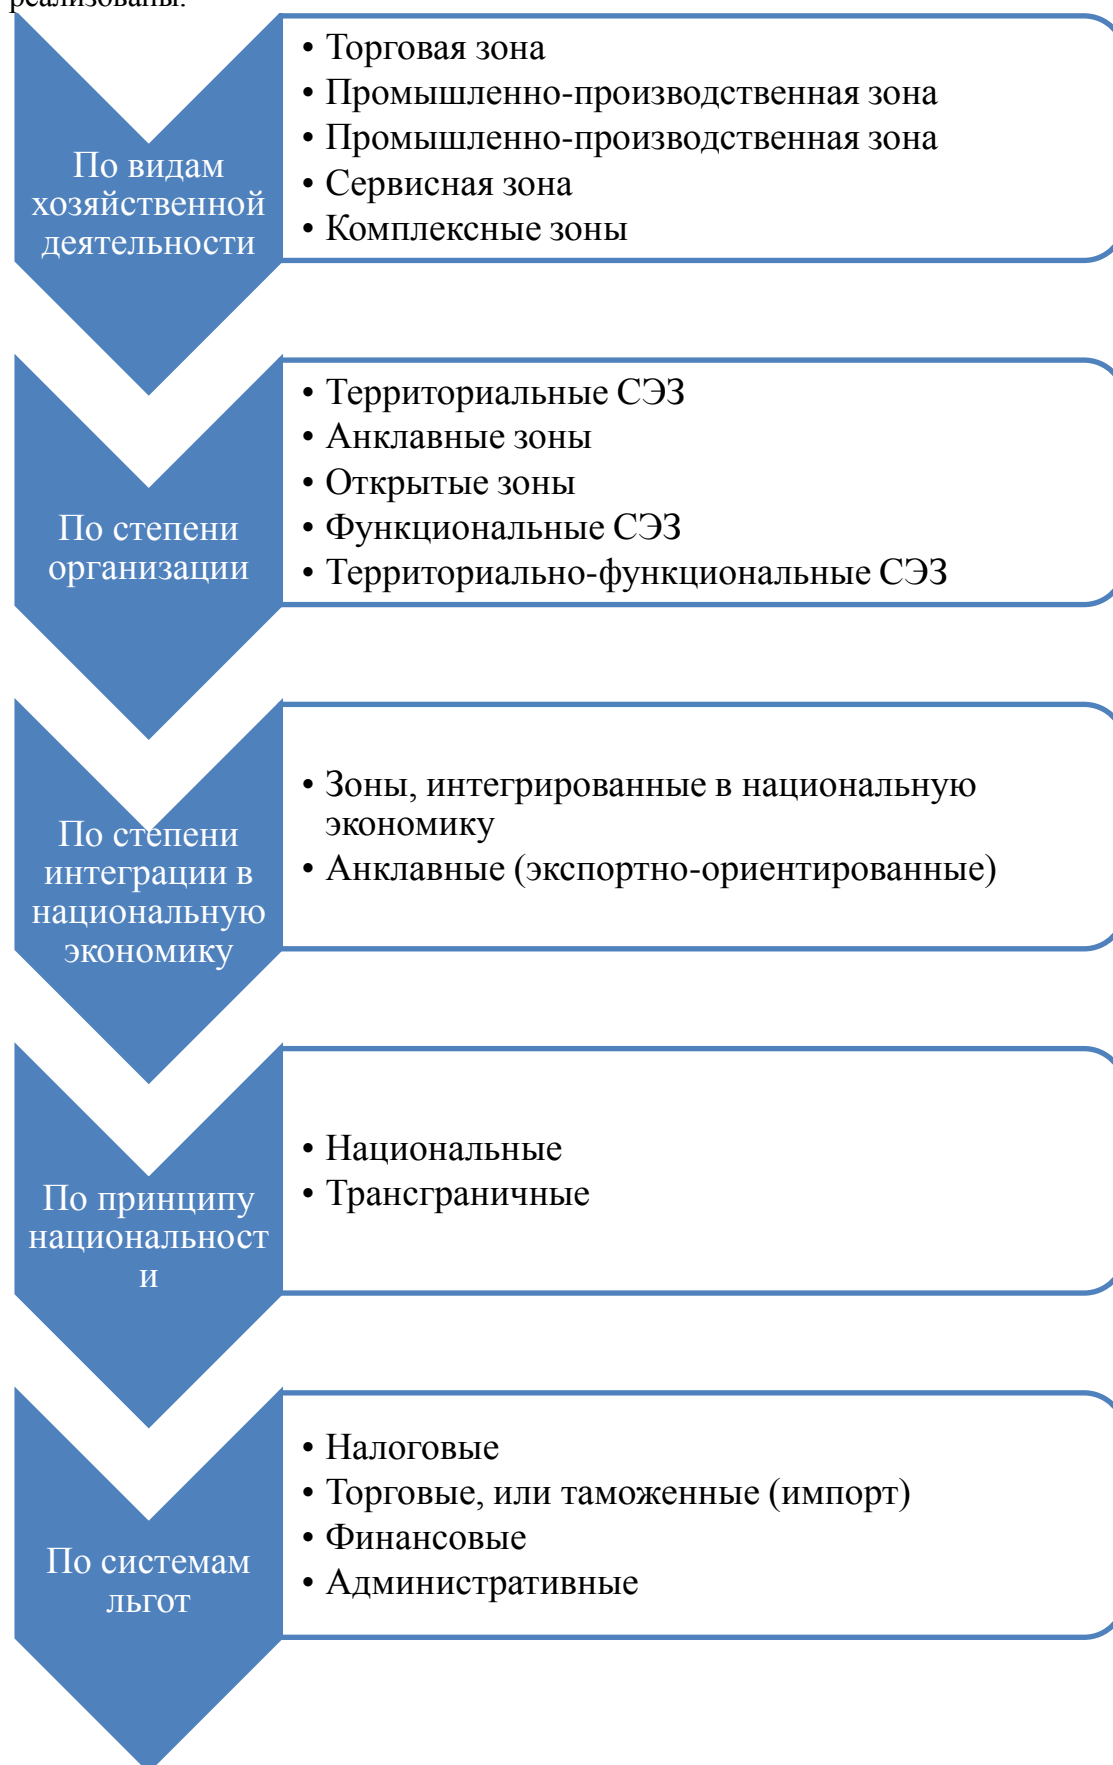 реализованы.
По видам
хозяйственной
деятельности
• Торговая зона
• Промышленно-производственная зона
• Промышленно-производственная зона
• Сервисная зона
• Комплексные зоны
По степени
организации
• Территориальные СЭЗ
• Анклавные зоны
• Открытые зоны
• Функциональные СЭЗ
• Территориально-функциональные СЭЗ
По степени
интеграции в
национальную
экономику
• Зоны, интегрированные в национальную
экономику
• Анклавные (экспортно-ориентированные)
По принципу
национальност
и
• Национальные
• Трансграничные
По системам
льгот
• Налоговые
• Торговые, или таможенные (импорт)
• Финансовые
• Административные